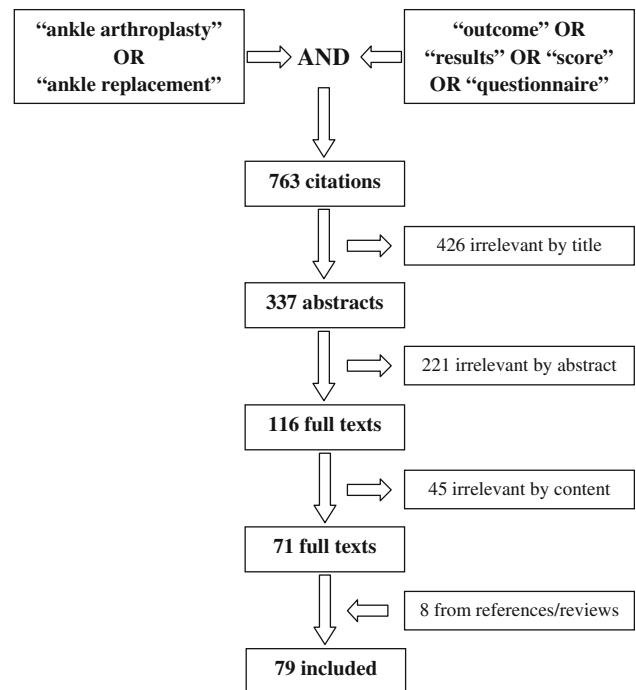 “ankle arthroplasty”
OR
“ankle replacement”
AND
“outcome” OR
“results” OR “score”
OR “questionnaire”
763 citations
426 irrelevant by title
337 abstracts
221 irrelevant by abstract
116 full texts
45 irrelevant by content
71 full texts
8 from references/reviews
79 included